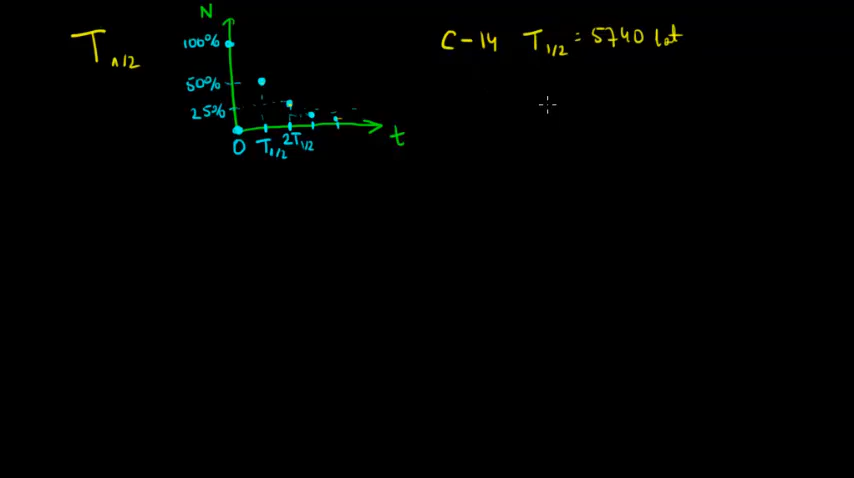 T1/2
N
100%
50%
25%
0 T1/2 2T1/2
t
C-14 T1/2 = 5740 lat